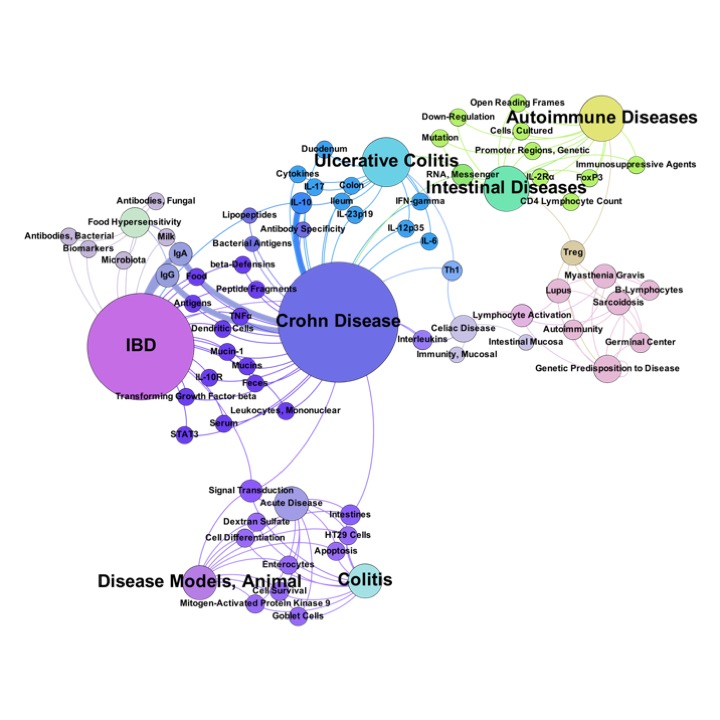 Open Reading Frames
Down-Regulation
Autoimmune Diseases
Cells, Cultured
Mutation
Duodenum
Promoter Regions, Genetic
Ulcerative Colitis
Immunosuppressive Agents
Cytokines
RNA, Messenger
IL-2Rα
FoxP3
IL-17
Colon
Intestinal Diseases
Antibodies, Fungal
IL-10
Ileum
IFN-gamma
CD4 Lymphocyte Count
Lipopeptides
IL-23p19
Food Hypersensitivity
Antibody Specificity
IL-12p35
Antibodies, Bacterial
Milk
Bacterial Antigens
IL-6
Biomarkers
IgA
Treg
Microbiota
beta-Defensins
Th1
IgG
Food
Myasthenia Gravis
Peptide Fragments
Lupus
B-Lymphocytes
Antigens
Sarcoidosis
TNFα
Crohn Disease
Lymphocyte Activation
Dendritic Cells
Celiac Disease
Autoimmunity
IBD
Interleukins
Intestinal Mucosa
Germinal Center
Mucin-1
Immunity, Mucosal
Mucins
Genetic Predisposition to Disease
IL-10R
Feces
Transforming Growth Factor beta
Leukocytes, Mononuclear
Serum
STAT3
Signal Transduction
Acute Disease
Intestines
Dextran Sulfate
HT29 Cells
Cell Differentiation
Apoptosis
Enterocytes
Disease Models, Animal
Colitis
Cell Survival
Mitogen-Activated Protein Kinase 9
Goblet Cells